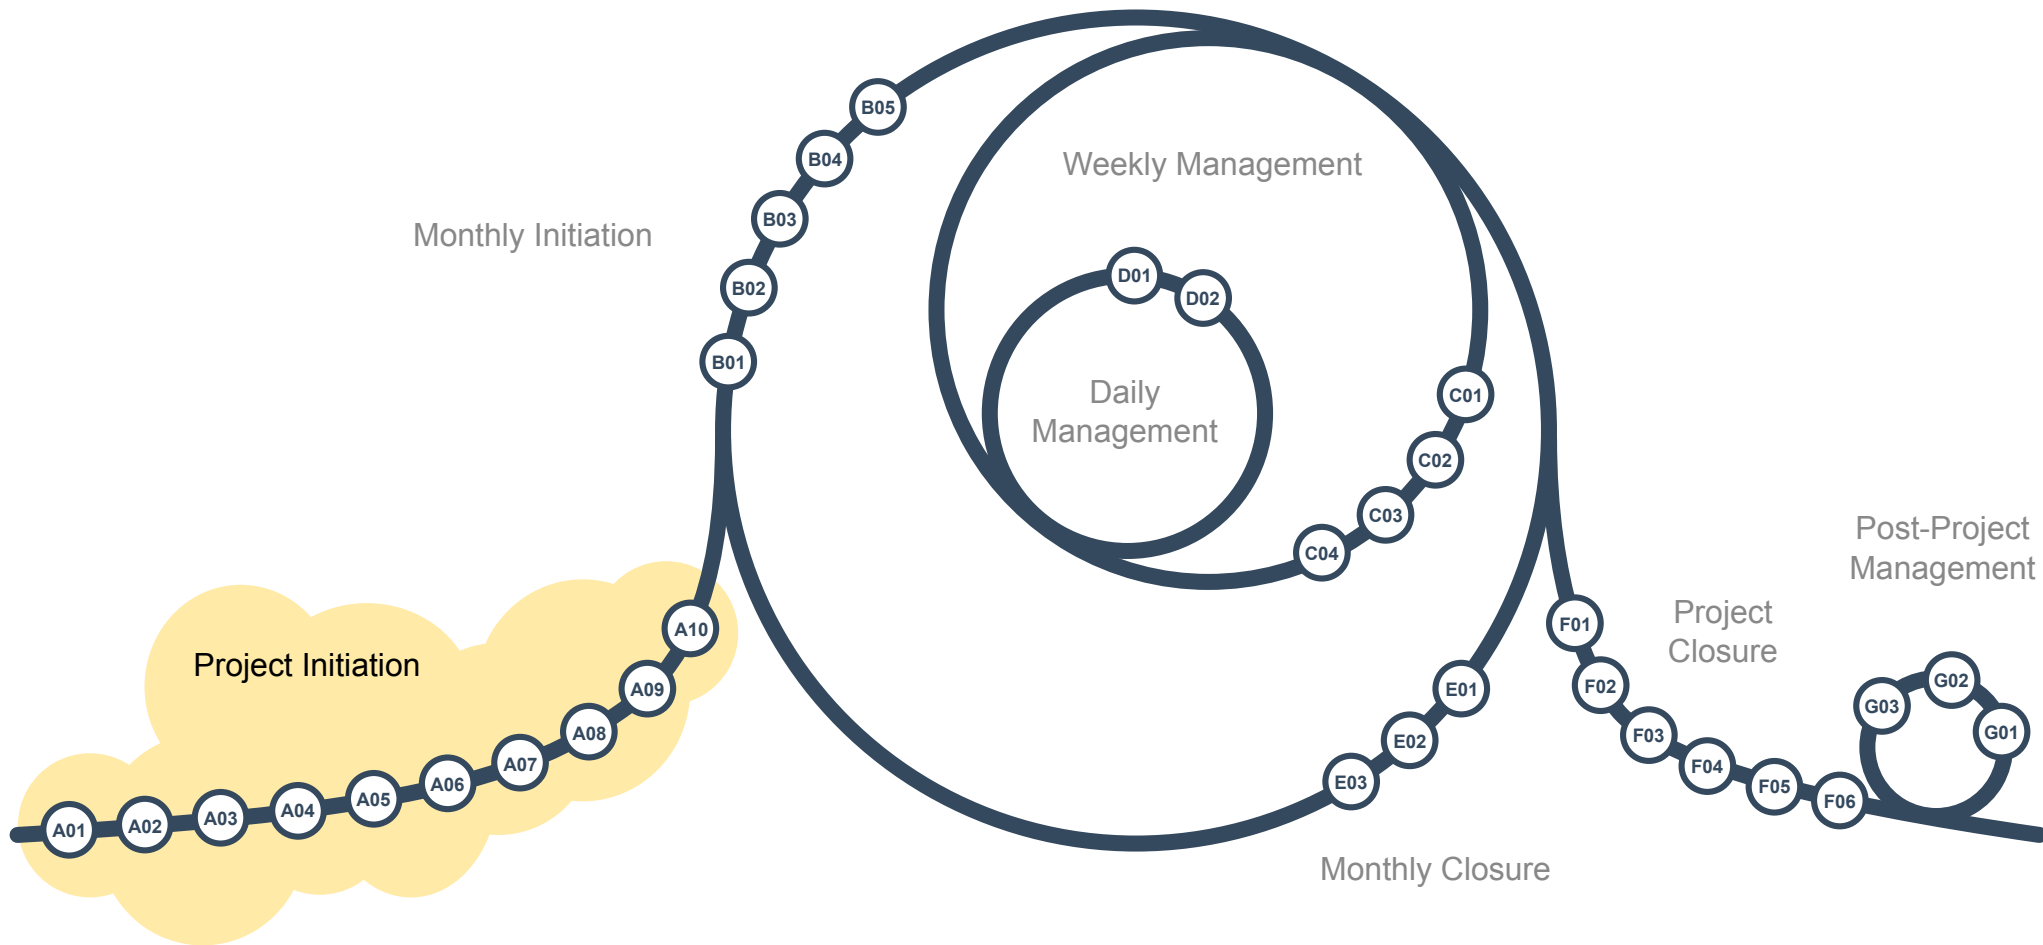 Project Initiation
A01
A02
A03
A04
A05
A06
A07
A08
A09
A10
Monthly Initiation
B01
B02
B03
B04
B05
Weekly Management
C01
C02
C03
C04
Daily
Management
D01
D02
Monthly Closure
E01
E02
E03
Project
Closure
F01
F02
F03
F04
F05
F06
Post-Project
Management
G01
G02
G03